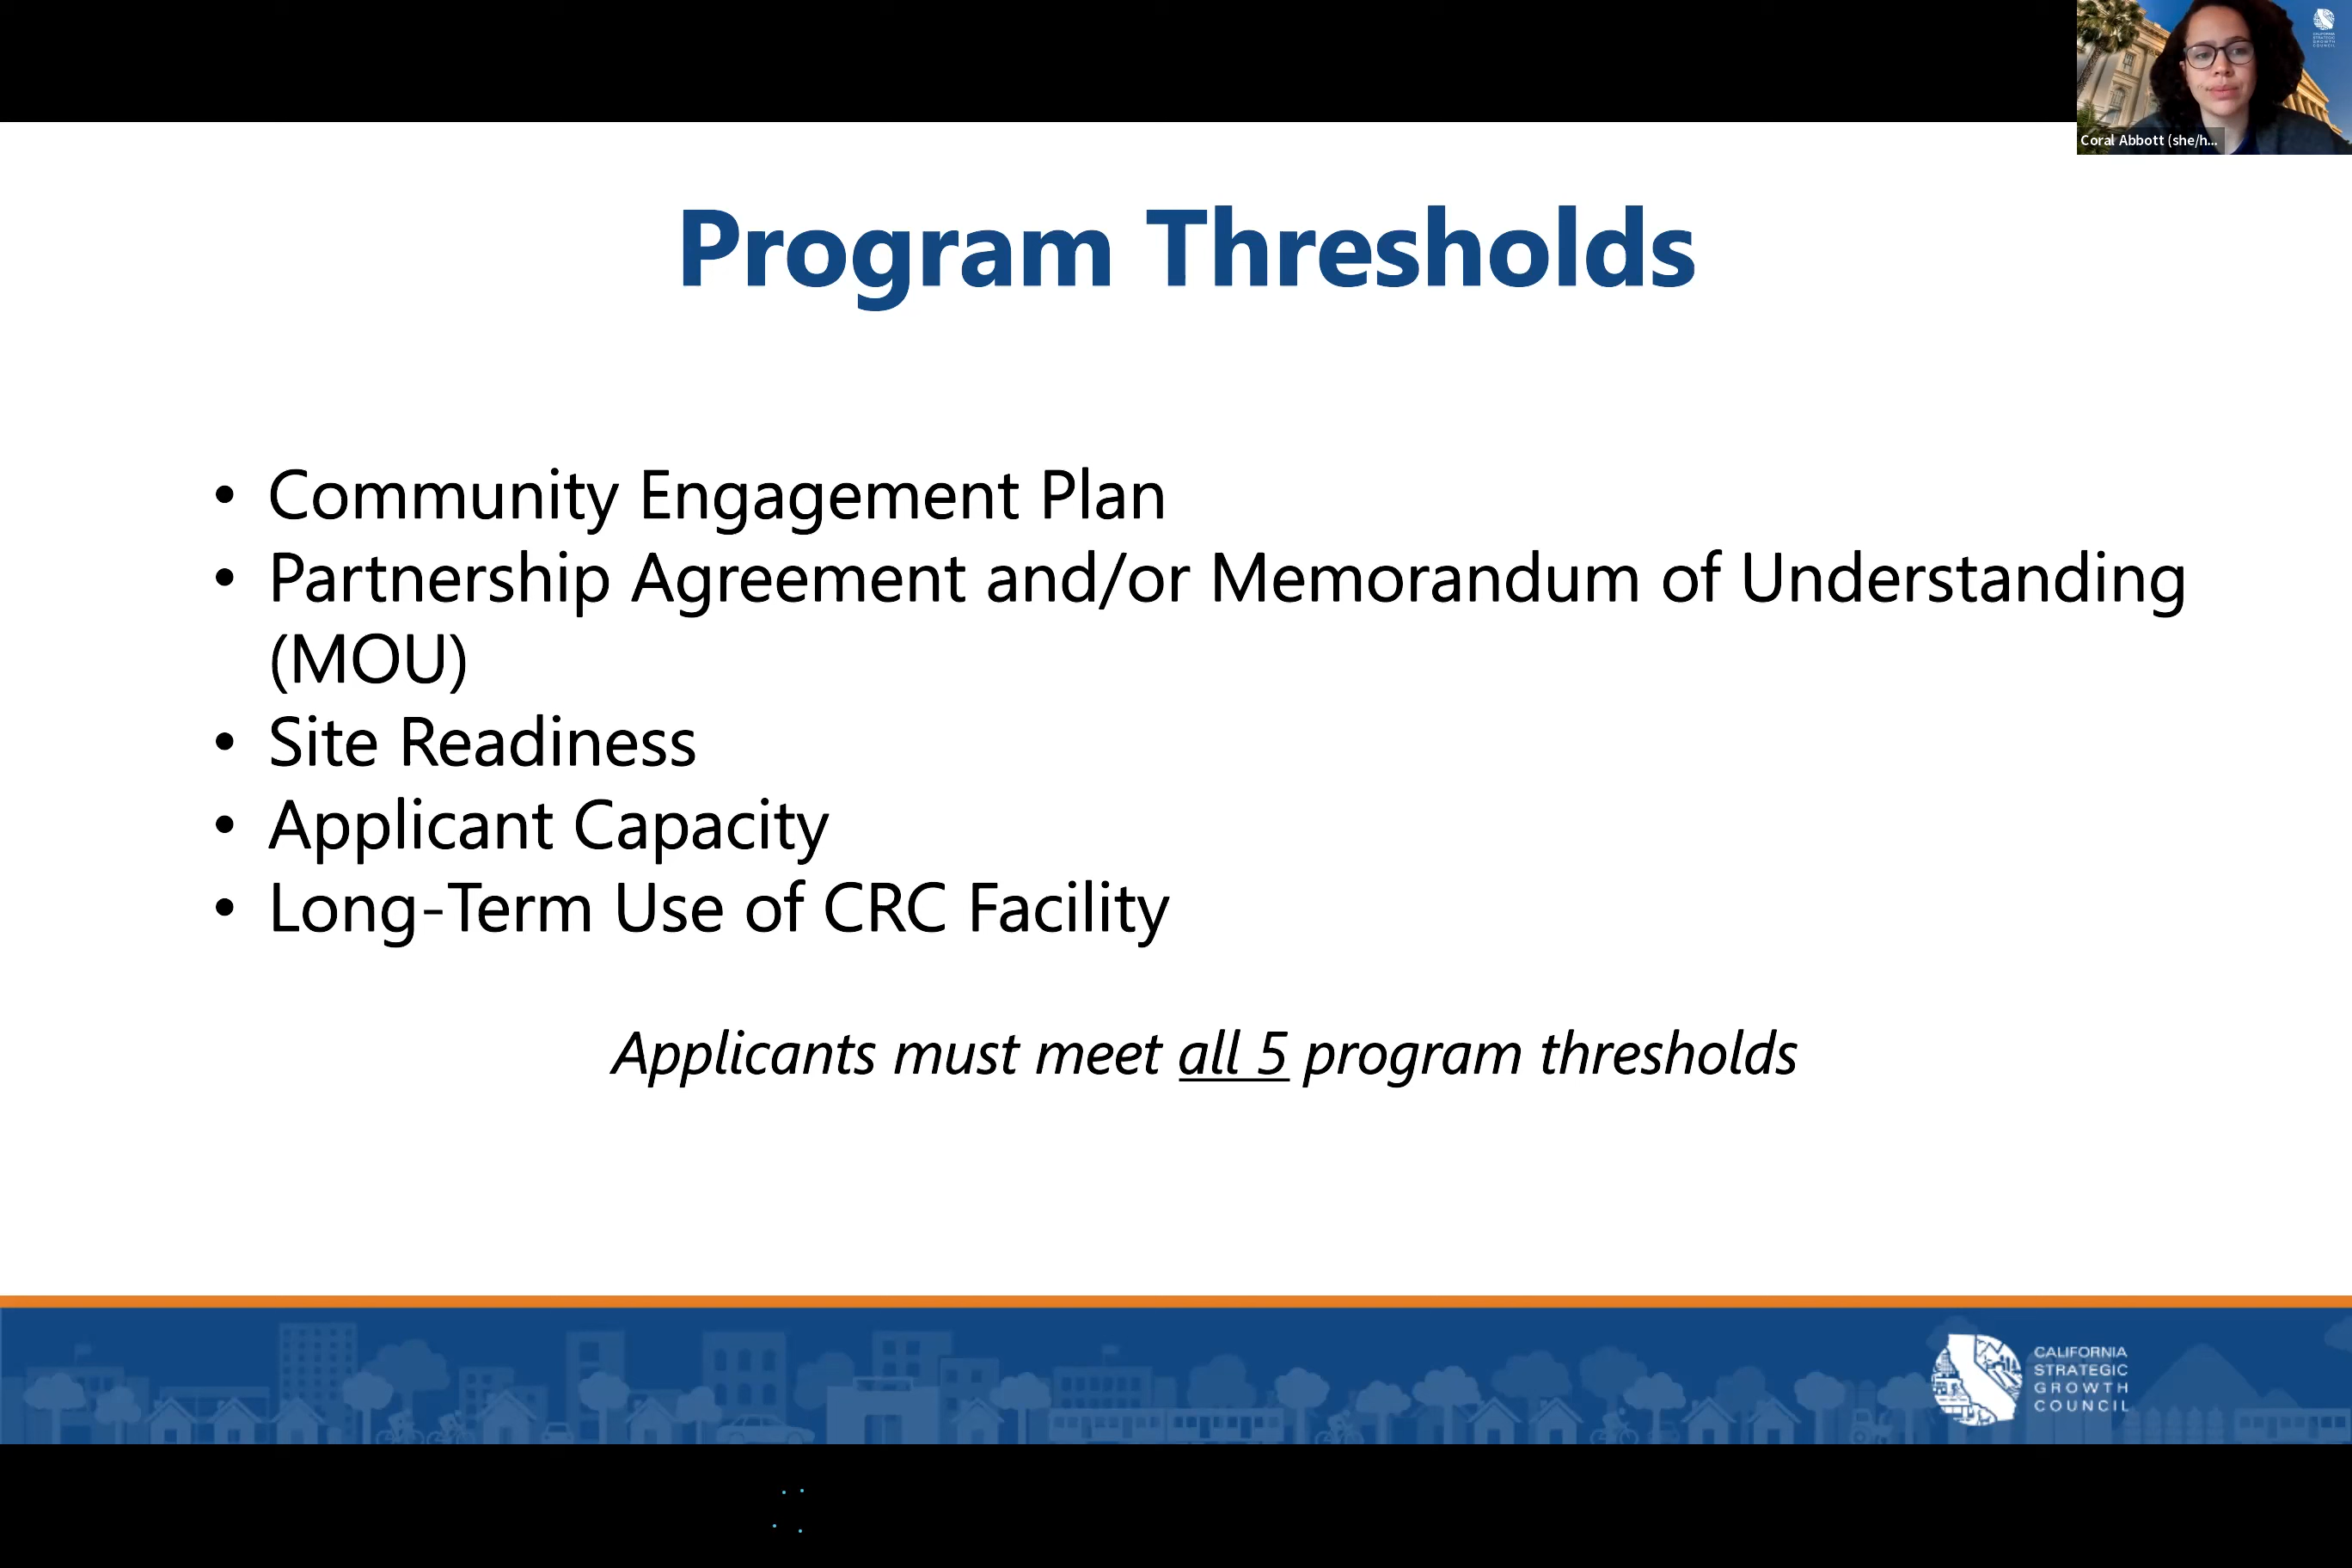 Coral Abbott (she/h...
Program Thresholds
• Community Engagement Plan
• Partnership Agreement and/or Memorandum of Understanding
(MOU)
• Site Readiness
• Applicant Capacity
• Long-Term Use of CRC Facility
Applicants must meet all 5 program thresholds
CALIFORNIA
STRATEGIC
GROWTH
COUNCIL